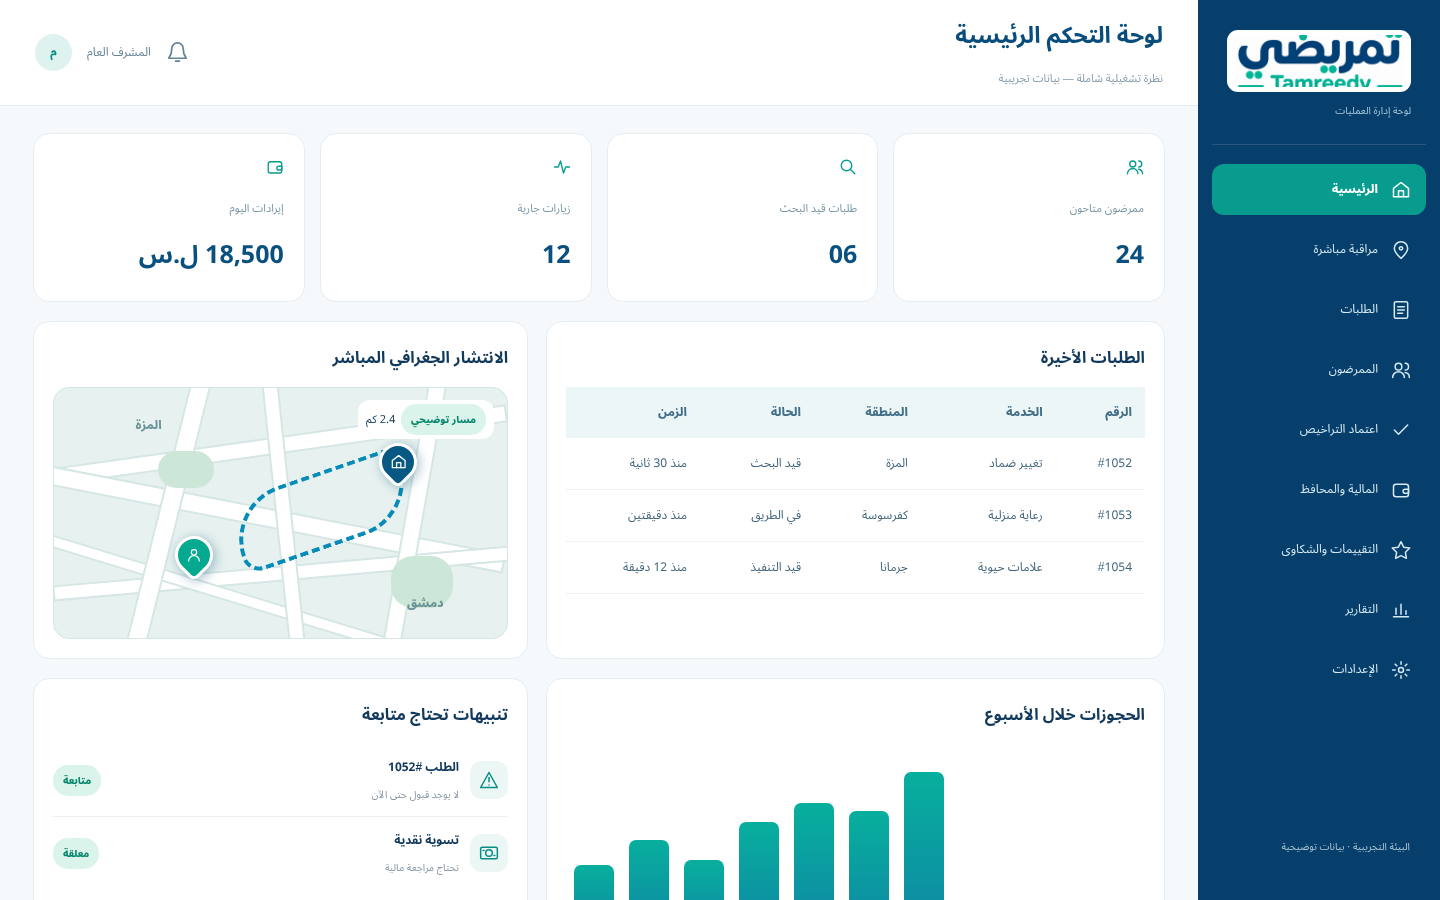 تمريضي
Tamreedy
لوحة إدارة العمليات
الرئيسية
مراقبة مباشرة
الطلبات
الممرضون
اعتماد التراخيص
المالية والمحافظ
التقييمات والشكاوى
التقارير
الإعدادات
البيئة التجريبية · بيانات توضيحية
لوحة التحكم الرئيسية
نظرة تشغيلية شاملة — بيانات تجريبية
المشرف العام
م
ممرضون متاحون
24
طلبات قيد البحث
06
زيارات جارية
12
إيرادات اليوم
18,500 ل.س
الطلبات الأخيرة
الرقم الخدمة المنطقة الحالة الزمن
#1052 تغيير ضماد المزة قيد البحث منذ 30 ثانية
#1053 رعاية منزلية كفرسوسة في الطريق منذ دقيقتين
#1054 علامات حيوية جرمانا قيد التنفيذ منذ 12 دقيقة
الانتشار الجغرافي المباشر
مسار توضيحي 2.4 كم
المزة
دمشق
الحجوزات خلال الأسبوع
تنبيهات تحتاج متابعة
الطلب #1052
لا يوجد قبول حتى الآن
متابعة
تسوية نقدية
تحتاج مراجعة مالية
معلقة